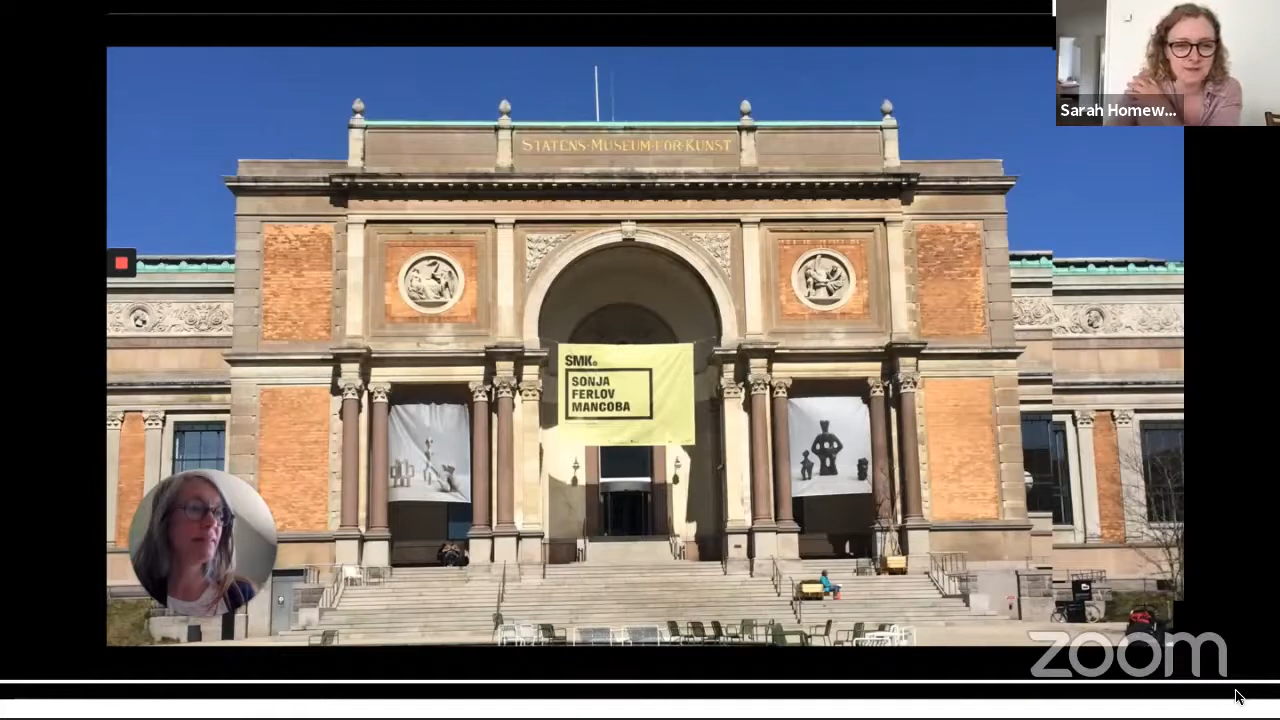 Sarah Homew...
STATENS·MUSEUM·FOR·KUNST
SMK
SONJA
FERLOV
MANCOBA
zoom